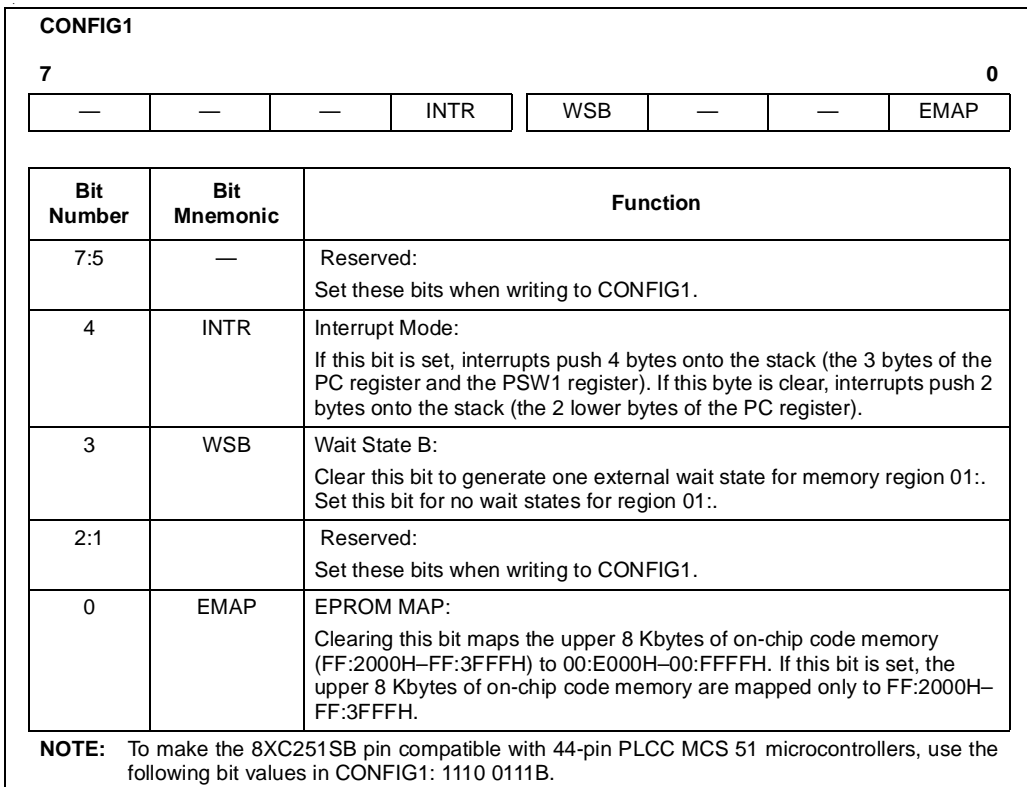 CONFIG1
7 0
— — — INTR WSB — — EMAP
Bit Number Bit Mnemonic Function
7:5 — Reserved:
Set these bits when writing to CONFIG1.
4 INTR Interrupt Mode:
If this bit is set, interrupts push 4 bytes onto the stack (the 3 bytes of the
PC register and the PSW1 register). If this byte is clear, interrupts push 2
bytes onto the stack (the 2 lower bytes of the PC register).
3 WSB Wait State B:
Clear this bit to generate one external wait state for memory region 01:.
Set this bit for no wait states for region 01:.
2:1 Reserved:
Set these bits when writing to CONFIG1.
0 EMAP EPROM MAP:
Clearing this bit maps the upper 8 Kbytes of on-chip code memory
(FF:2000H–FF:3FFFH) to 00:E000H–00:FFFFH. If this bit is set, the
upper 8 Kbytes of on-chip code memory are mapped only to FF:2000H–
FF:3FFFH.
NOTE: To make the 8XC251SB pin compatible with 44-pin PLCC MCS 51 microcontrollers, use the
following bit values in CONFIG1: 1110 0111B.